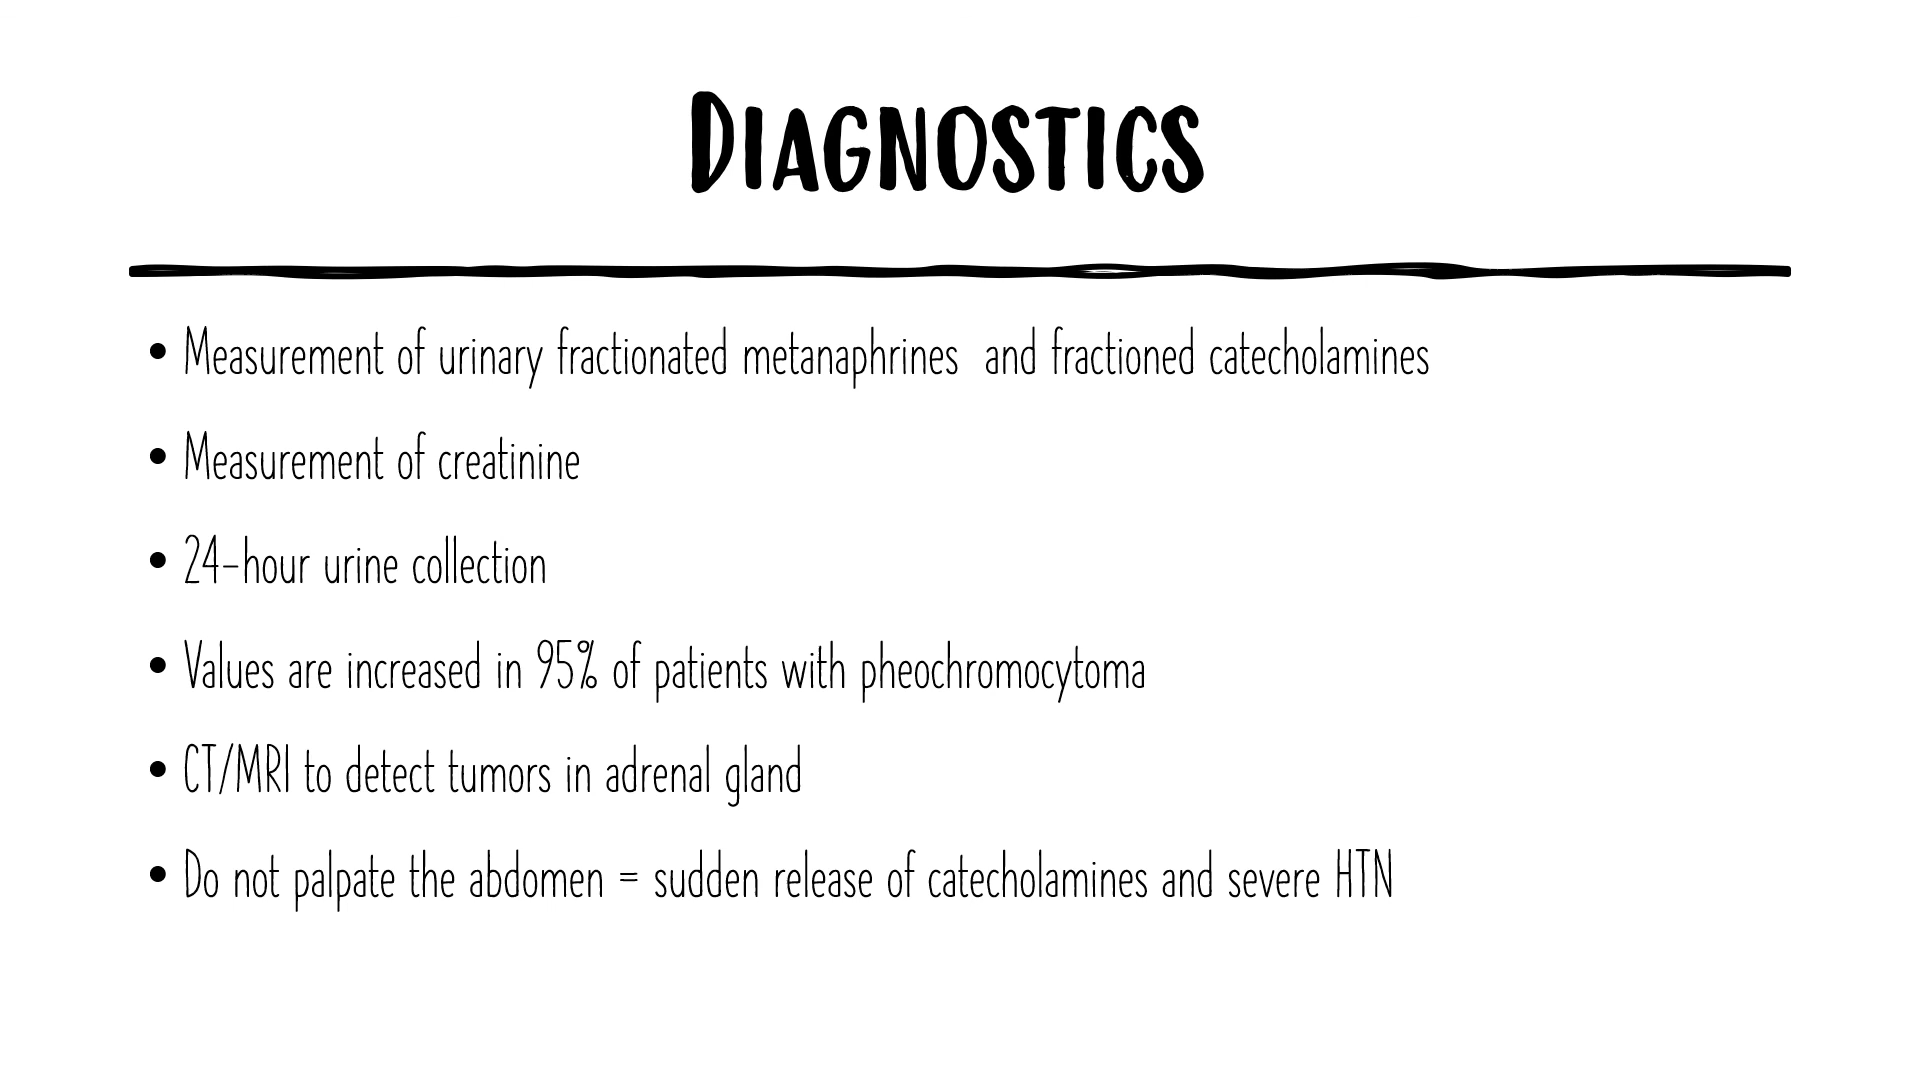 Diagnostics
• Measurement of urinary fractionated metanaphrines and fractioned catecholamines
• Measurement of creatinine
• 24-hour urine collection
• Values are increased in 95% of patients with pheochromocytoma
• CT/MRI to detect tumors in adrenal gland
• Do not palpate the abdomen = sudden release of catecholamines and severe HTN